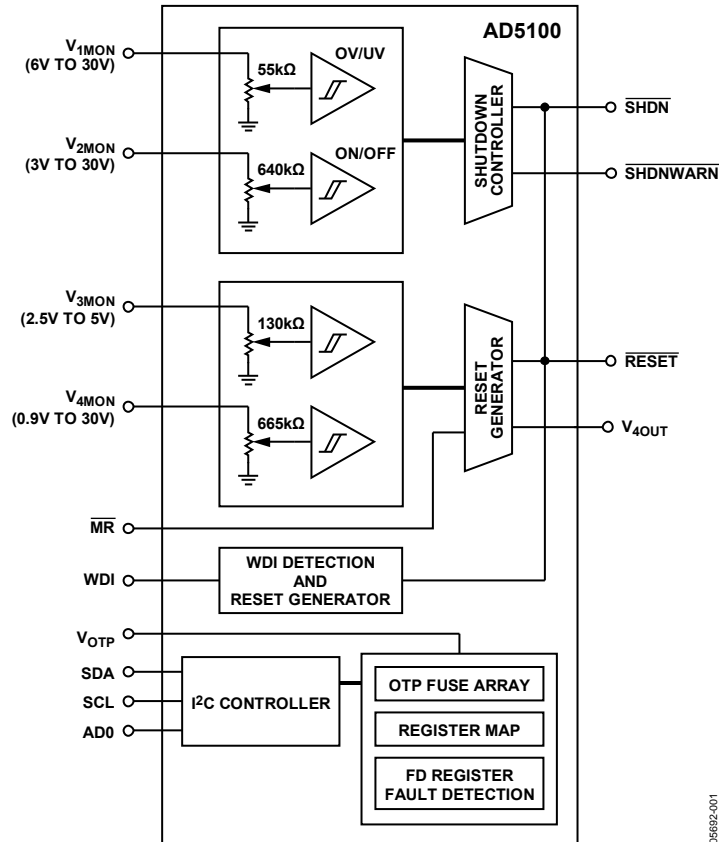 AD5100
V1MON
(6V TO 30V)
55kΩ
OV/UV
V2MON
(3V TO 30V)
640kΩ
ON/OFF
SHUTDOWN
CONTROLLER
SHDN
SHDNWARN
V3MON
(2.5V TO 5V)
130kΩ
V4MON
(0.9V TO 30V)
665kΩ
RESET
GENERATOR
RESET
V4OUT
MR
WDI
WDI DETECTION
AND
RESET GENERATOR
VOTP
SDA
SCL
AD0
I²C CONTROLLER
OTP FUSE ARRAY
REGISTER MAP
FD REGISTER
FAULT DETECTION
05692-001